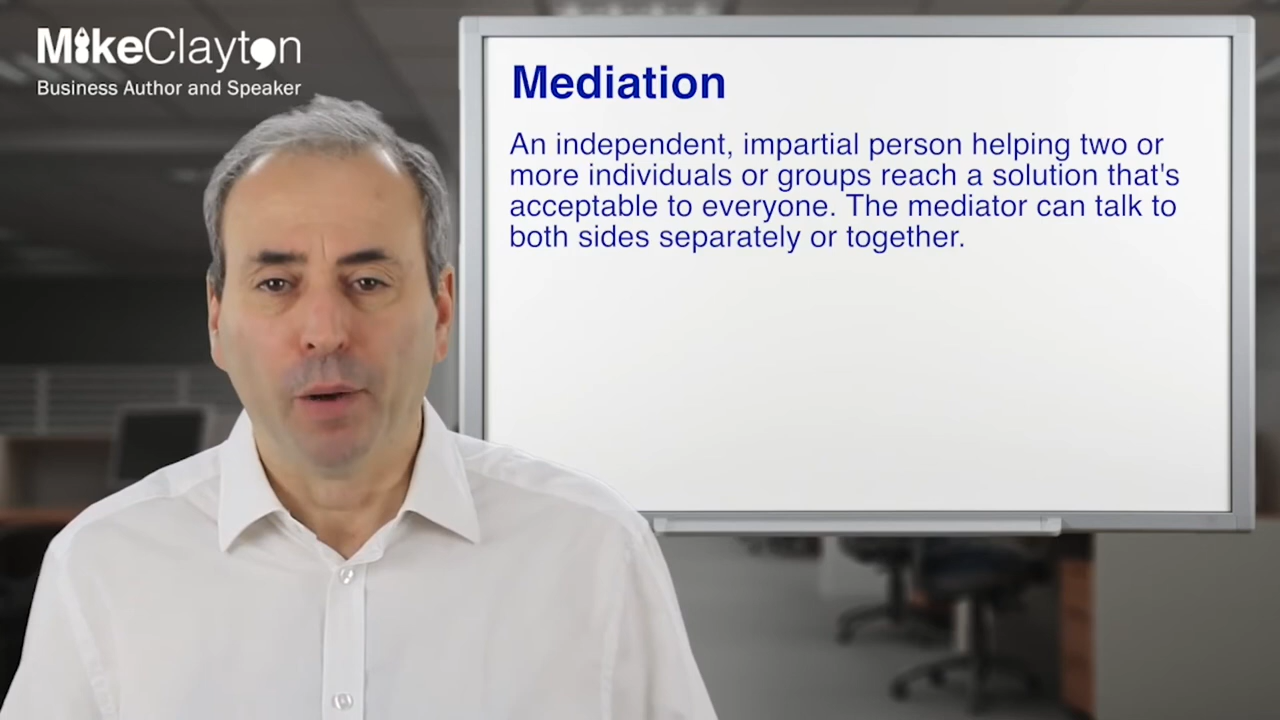 MikeClayton
Business Author and Speaker
Mediation
An independent, impartial person helping two or
more individuals or groups reach a solution that's
acceptable to everyone. The mediator can talk to
both sides separately or together.